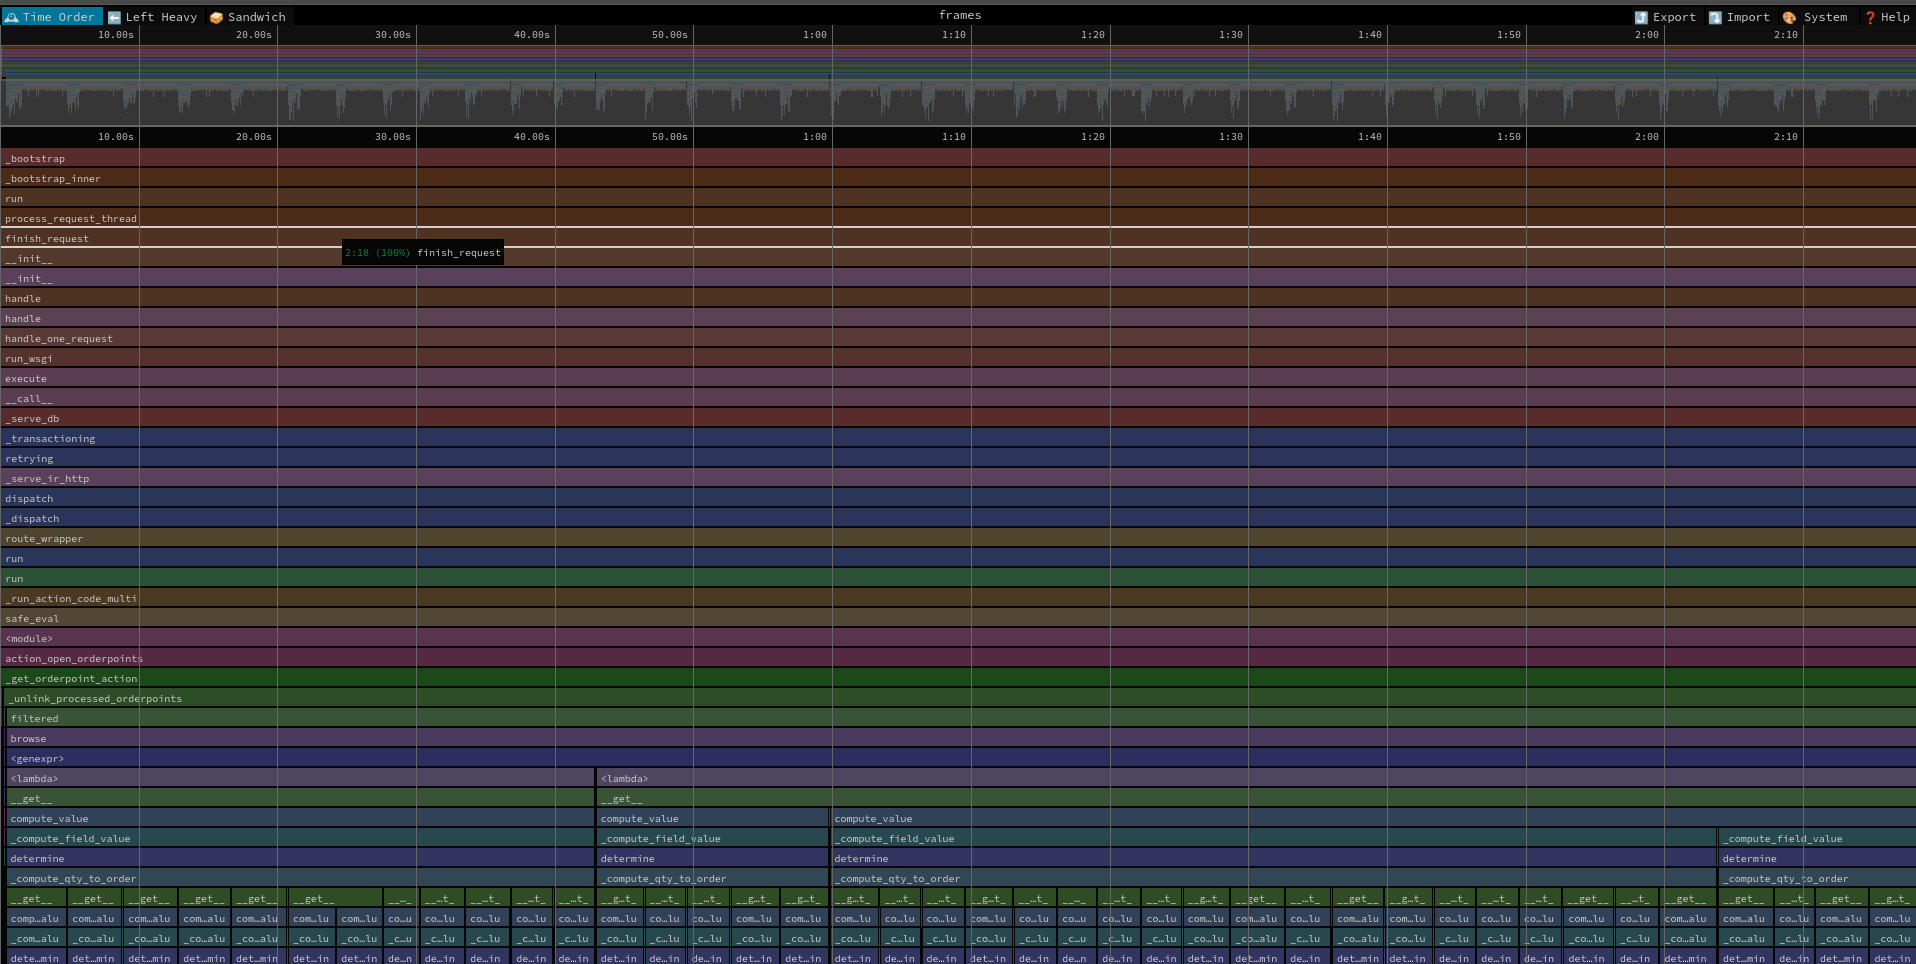 Time Order Left Heavy Sandwich frames Export Import System Help
10.00s 20.00s 30.00s 40.00s 50.00s 1:00 1:10 1:20 1:30 1:40 1:50 2:00 2:10
10.00s 20.00s 30.00s 40.00s 50.00s 1:00 1:10 1:20 1:30 1:40 1:50 2:00 2:10
_bootstrap
_bootstrap_inner
run
process_request_thread
finish_request
2:18 (100%) finish_request
__init__
__init__
handle
handle
handle_one_request
run_wsgi
execute
__call__
_serve_db
_transactioning
retrying
_serve_ir_http
dispatch
_dispatch
route_wrapper
run
run
_run_action_code_multi
safe_eval
<module>
action_open_orderpoints
_get_orderpoint_action
_unlink_processed_orderpoints
filtered
browse
<genexpr>
<lambda> <lambda>
__get__ __get__
compute_value compute_value compute_value
_compute_field_value _compute_field_value _compute_field_value _compute_field_value
determine determine determine determine
_compute_qty_to_order _compute_qty_to_order _compute_qty_to_order _compute_qty_to_order
__get__ __get__ __get__ __get__ __get__ __get__